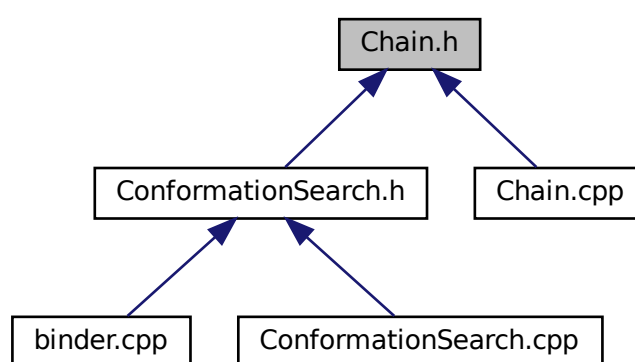 Chain.h
ConformationSearch.h
Chain.cpp
binder.cpp
ConformationSearch.cpp